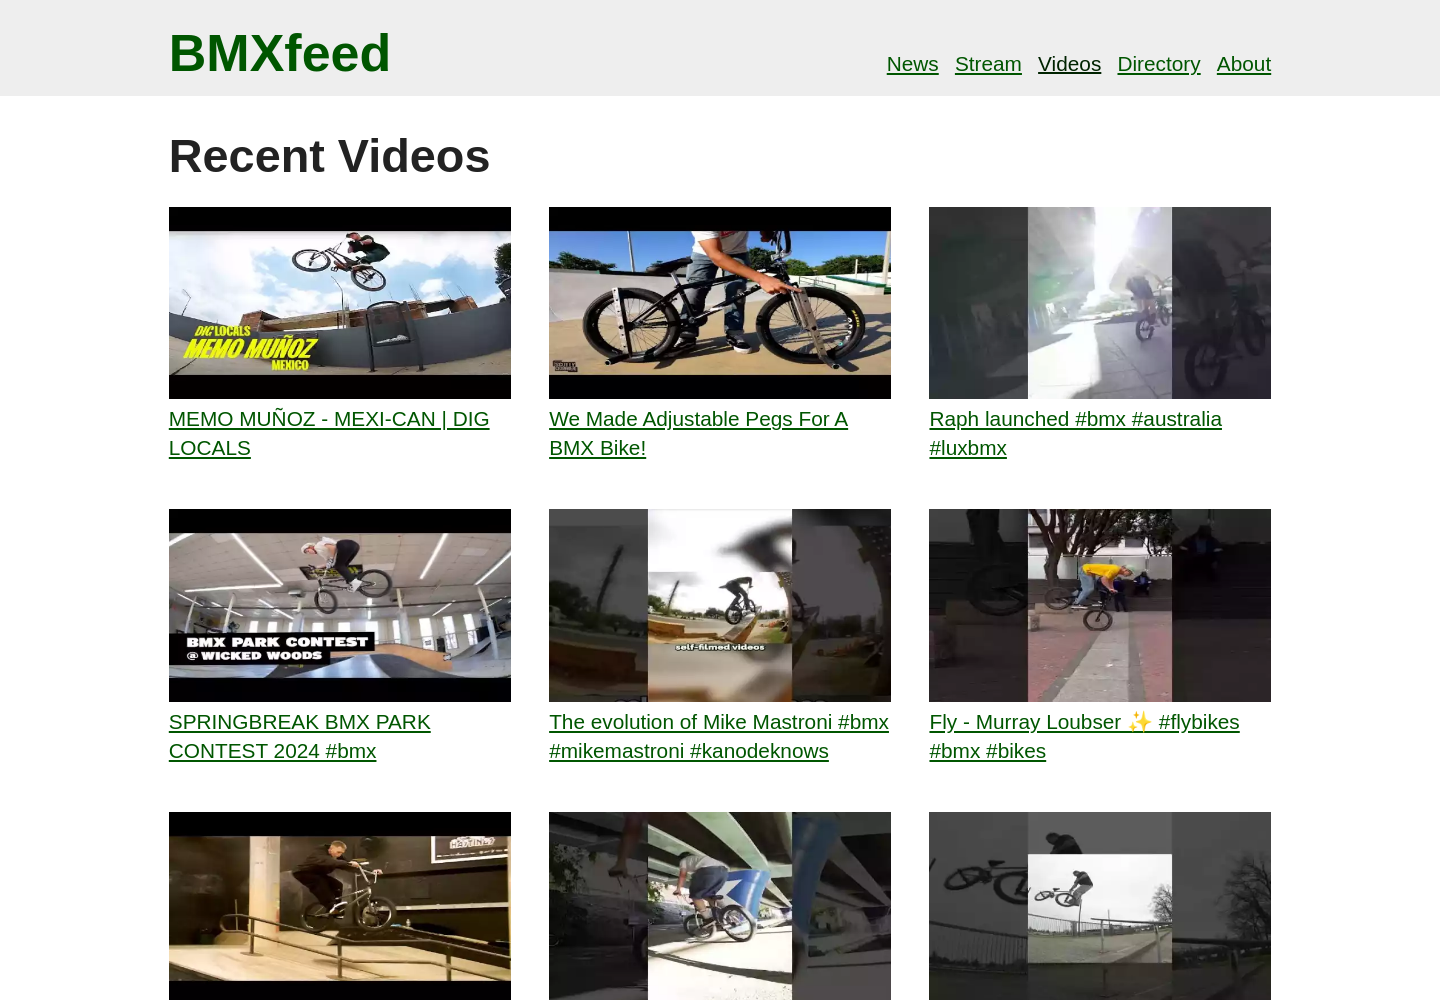 BMXfeed
News Stream Videos Directory About
Recent Videos
DIG LOCALS
MEMO MUÑOZ
MEXICO
MEMO MUÑOZ - MEXI-CAN | DIG
LOCALS
We Made Adjustable Pegs For A
BMX Bike!
Raph launched #bmx #australia
#luxbmx
BMX PARK CONTEST
@ WICKED WOODS
SPRINGBREAK BMX PARK
CONTEST 2024 #bmx
self-filmed videos
The evolution of Mike Mastroni #bmx
#mikemastroni #kanodeknows
Fly - Murray Loubser ✨ #flybikes
#bmx #bikes